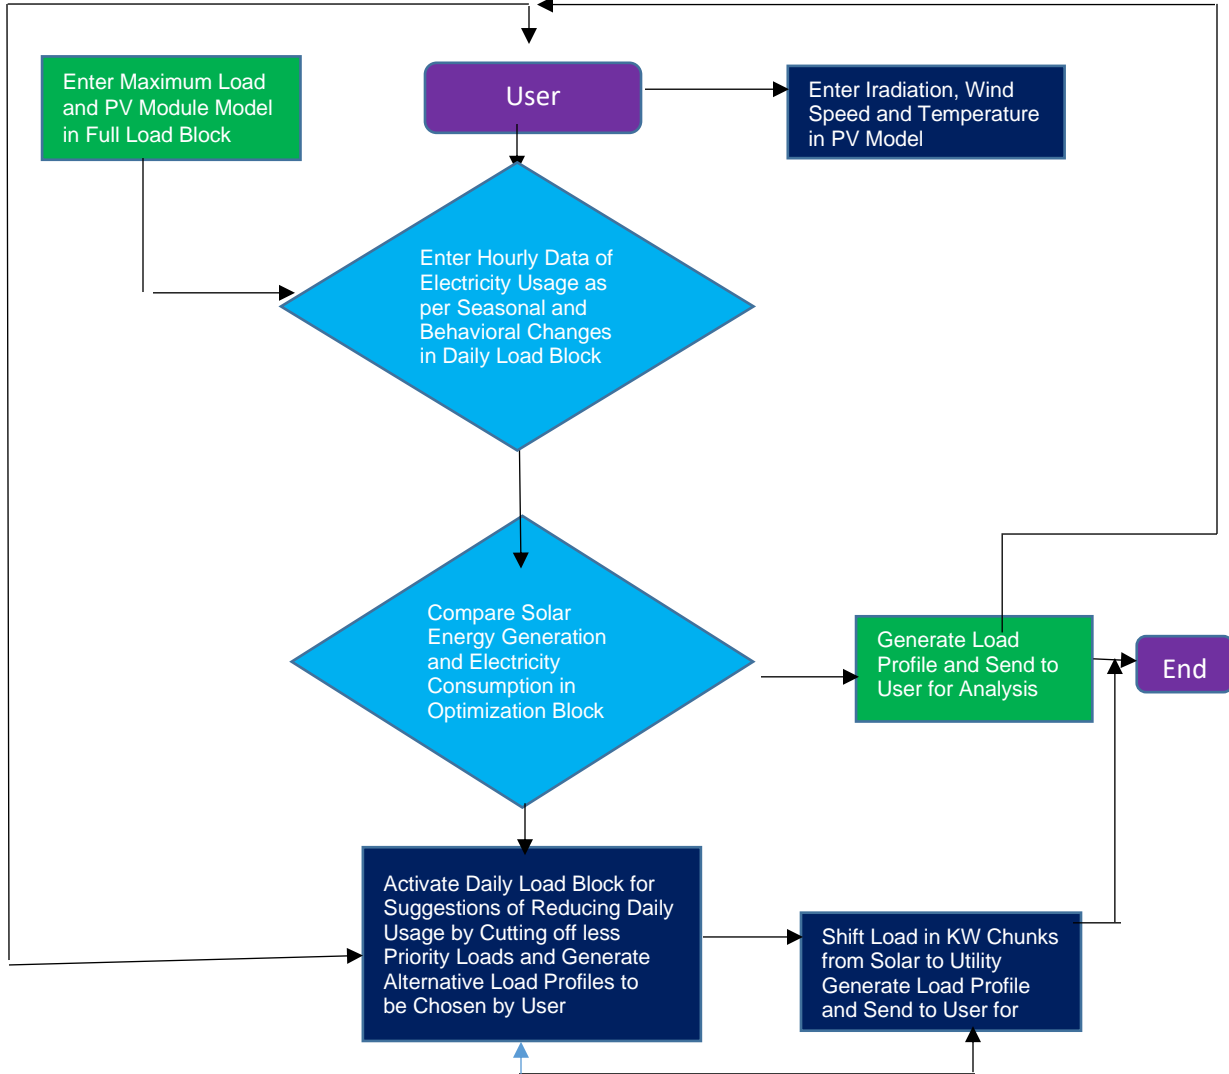 Enter Maximum Load
and PV Module Model
in Full Load Block
User
Enter Iradiation, Wind
Speed and Temperature
in PV Model
Enter Hourly Data of
Electricity Usage as
per Seasonal and
Behavioral Changes
in Daily Load Block
Compare Solar
Energy Generation
and Electricity
Consumption in
Optimization Block
Generate Load
Profile and Send to
User for Analysis
End
Activate Daily Load Block for
Suggestions of Reducing Daily
Usage by Cutting off less
Priority Loads and Generate
Alternative Load Profiles to
be Chosen by User
Shift Load in KW Chunks
from Solar to Utility
Generate Load Profile
and Send to User for